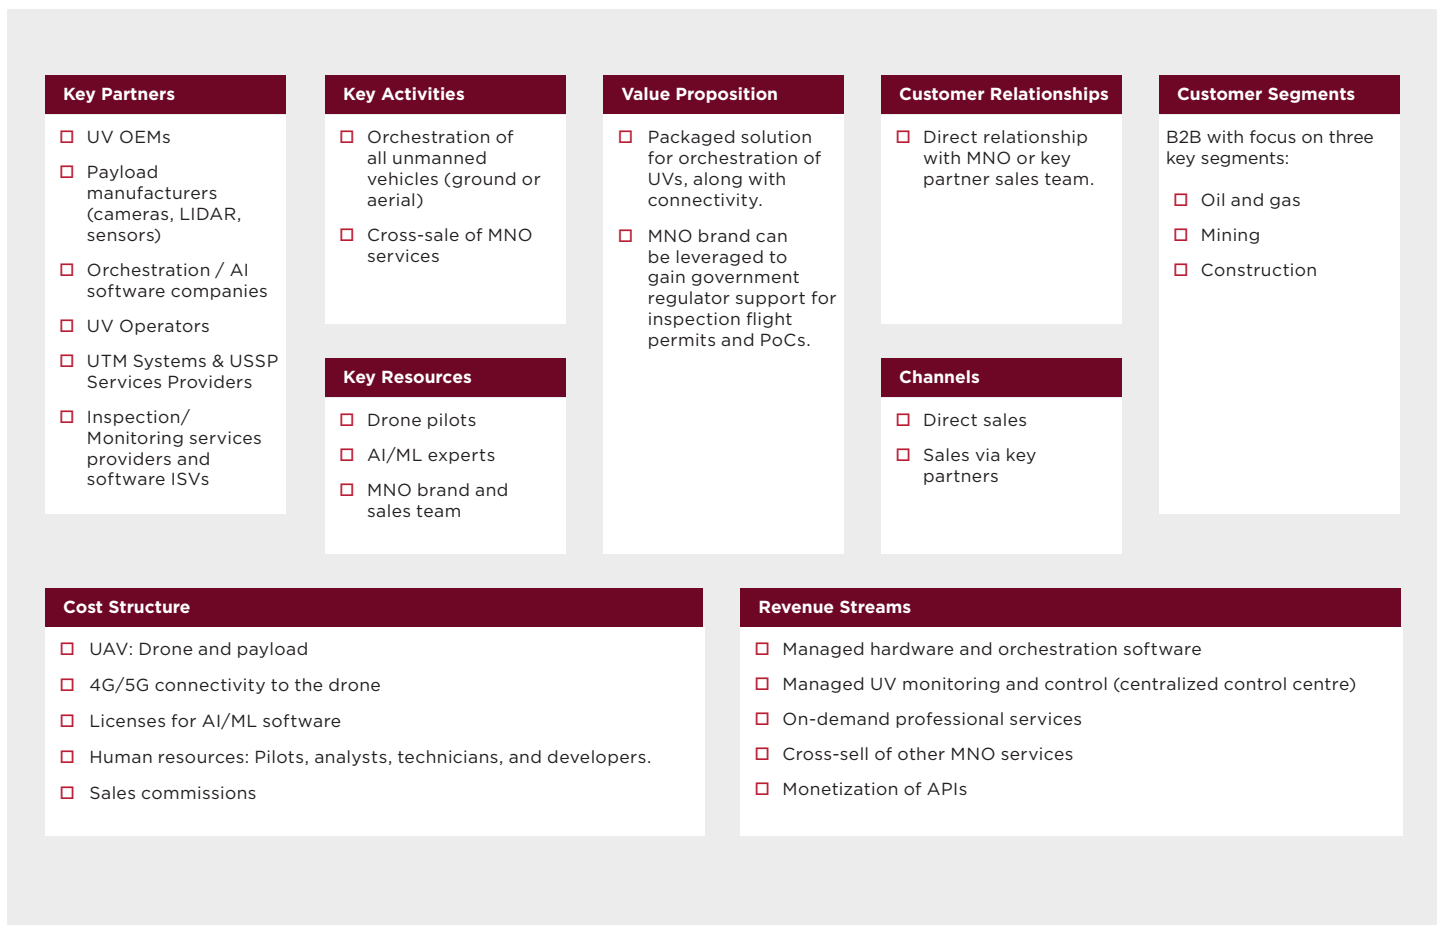 Key Partners
UV OEMs
Payload
manufacturers
(cameras, LIDAR,
sensors)
Orchestration / AI
software companies
UV Operators
UTM Systems & USSP
Services Providers
Inspection/
Monitoring services
providers and
software ISVs
Key Activities
Orchestration of
all unmanned
vehicles (ground or
aerial)
Cross-sale of MNO
services
Key Resources
Drone pilots
AI/ML experts
MNO brand and
sales team
Value Proposition
Packaged solution
for orchestration of
UVs, along with
connectivity.
MNO brand can
be leveraged to
gain government
regulator support for
inspection flight
permits and PoCs.
Customer Relationships
Direct relationship
with MNO or key
partner sales team.
Channels
Direct sales
Sales via key
partners
Customer Segments
B2B with focus on three
key segments:
Oil and gas
Mining
Construction
Cost Structure
UAV: Drone and payload
4G/5G connectivity to the drone
Licenses for AI/ML software
Human resources: Pilots, analysts, technicians, and developers.
Sales commissions
Revenue Streams
Managed hardware and orchestration software
Managed UV monitoring and control (centralized control centre)
On-demand professional services
Cross-sell of other MNO services
Monetization of APIs